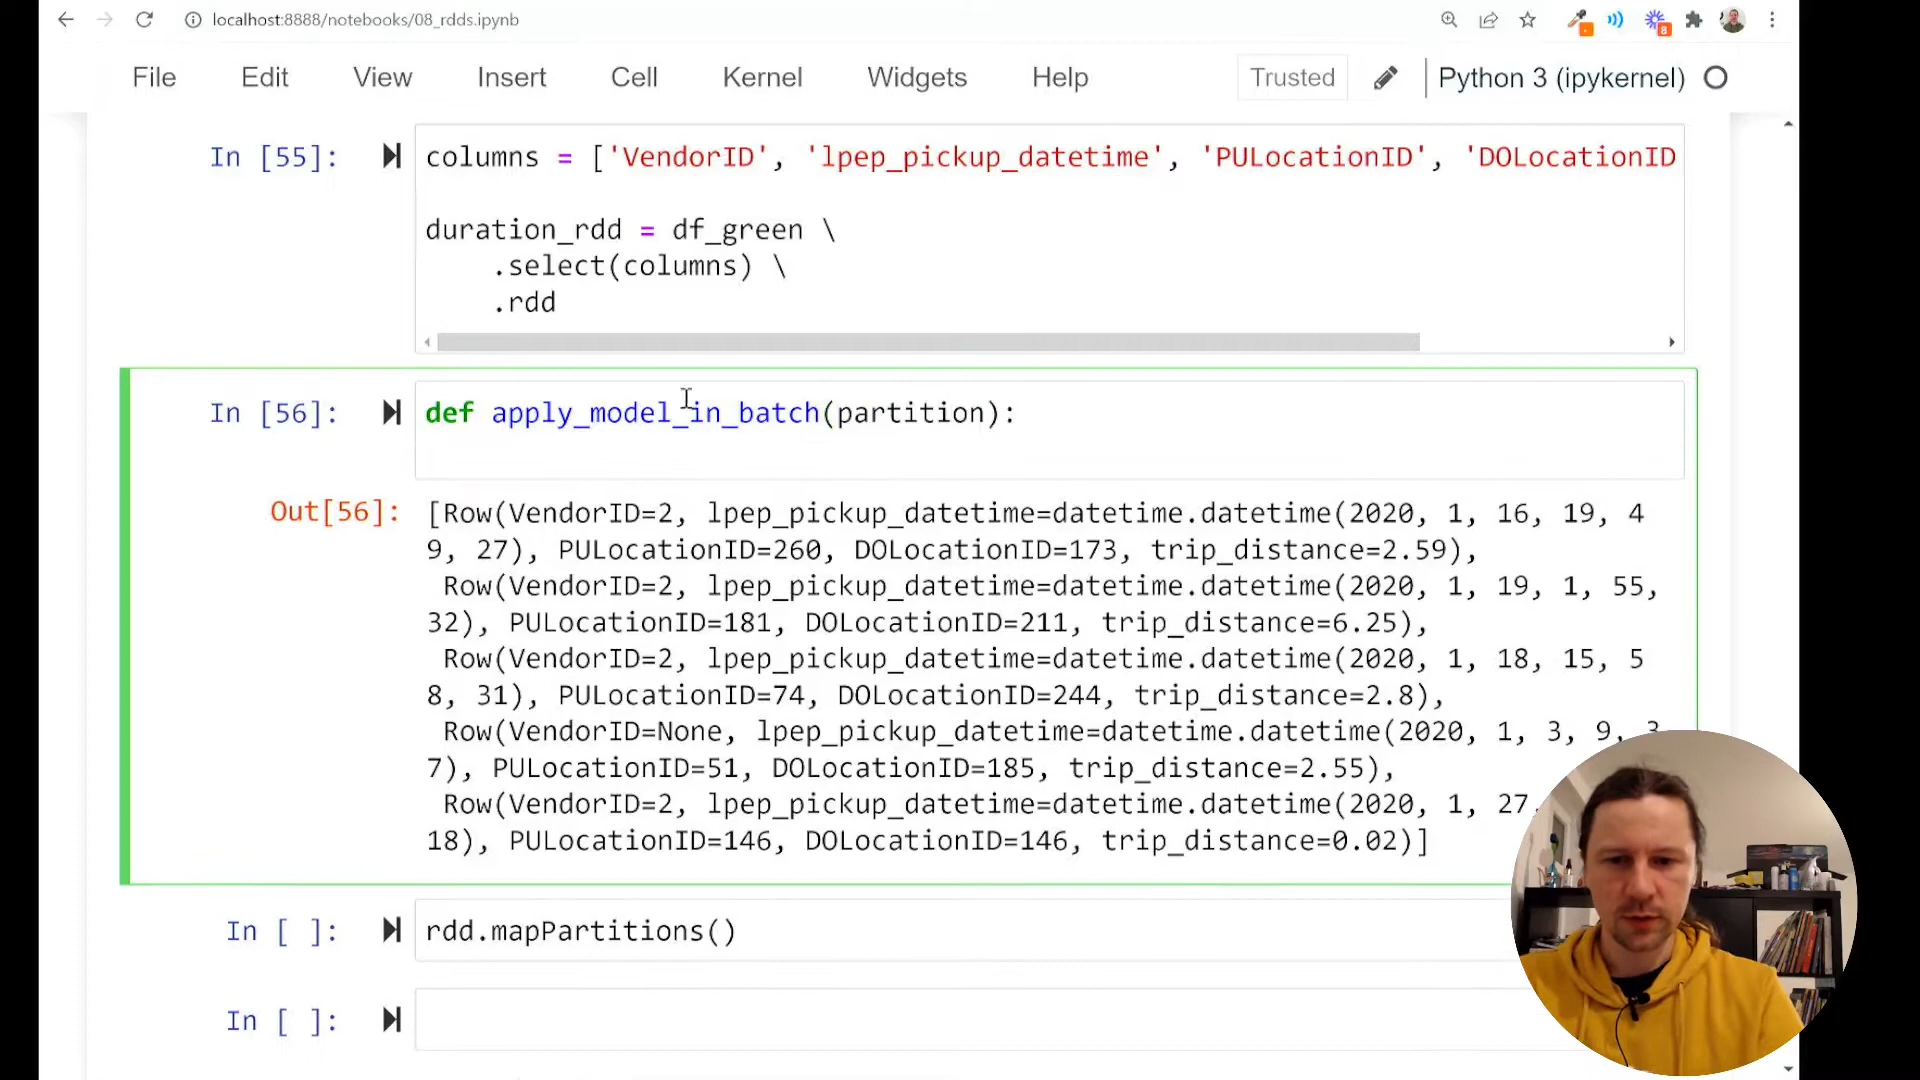 localhost:8888/notebooks/08_rdds.ipynb
8
File Edit View Insert Cell Kernel Widgets Help Trusted Python 3 (ipykernel)
In [55]: columns = ['VendorID', 'lpep_pickup_datetime', 'PULocationID', 'DOLocationID
duration_rdd = df_green \
.select(columns) \
.rdd
In [56]: def apply_model_in_batch(partition):
Out[56]: [Row(VendorID=2, lpep_pickup_datetime=datetime.datetime(2020, 1, 16, 19, 4
9, 27), PULocationID=260, DOLocationID=173, trip_distance=2.59),
Row(VendorID=2, lpep_pickup_datetime=datetime.datetime(2020, 1, 19, 1, 55,
32), PULocationID=181, DOLocationID=211, trip_distance=6.25),
Row(VendorID=2, lpep_pickup_datetime=datetime.datetime(2020, 1, 18, 15, 5
8, 31), PULocationID=74, DOLocationID=244, trip_distance=2.8),
Row(VendorID=None, lpep_pickup_datetime=datetime.datetime(2020, 1, 3, 9,
7), PULocationID=51, DOLocationID=185, trip_distance=2.55),
Row(VendorID=2, lpep_pickup_datetime=datetime.datetime(2020, 1, 27,
18), PULocationID=146, DOLocationID=146, trip_distance=0.02)]
In [ ]: rdd.mapPartitions()
In [ ]: